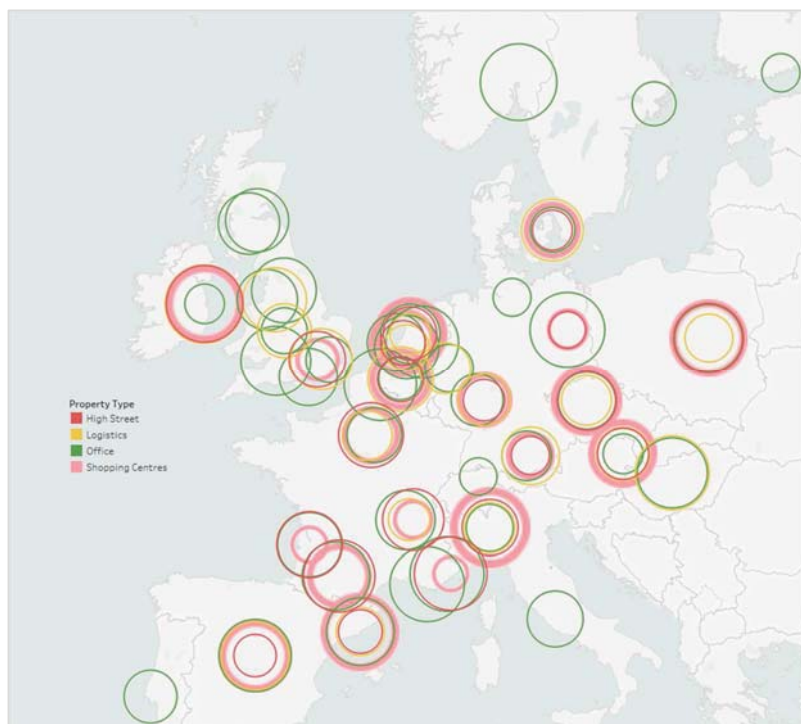 Property Type
High Street
Logistics
Office
Shopping Centres